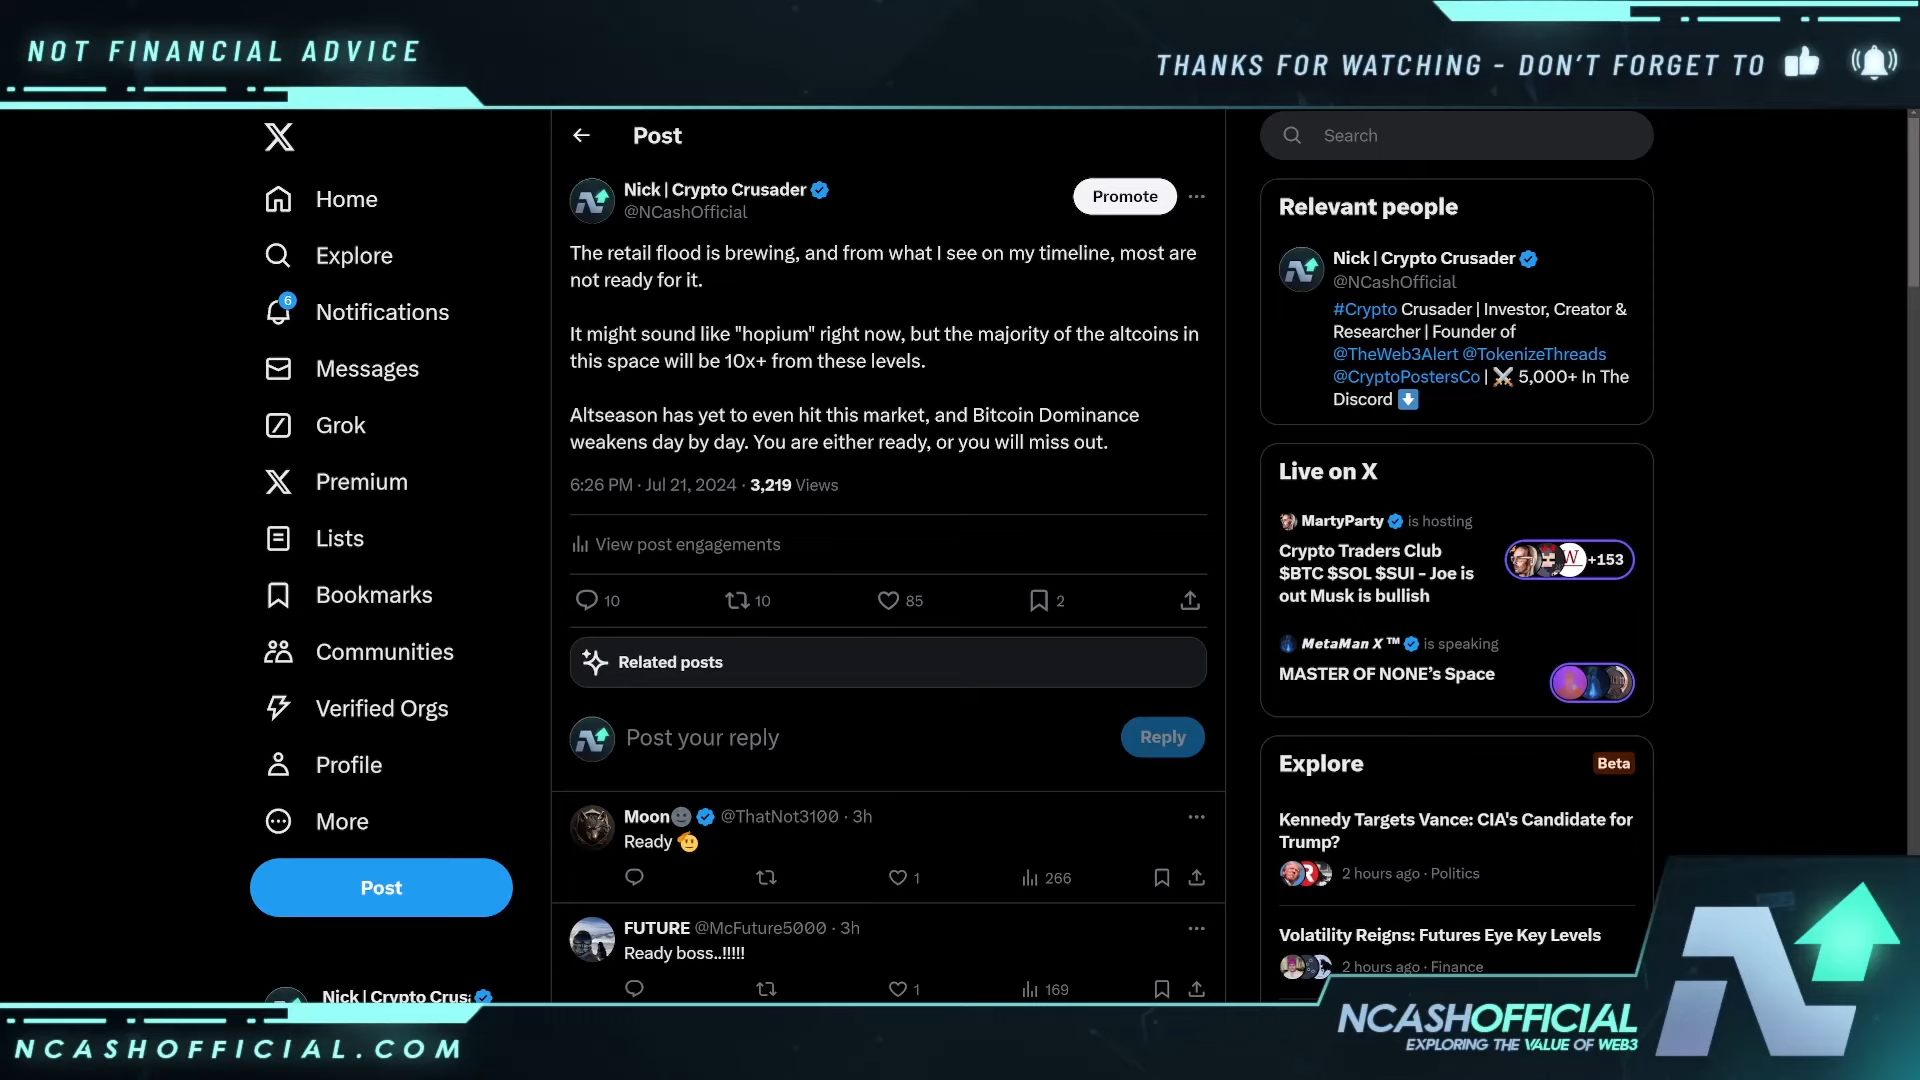 NOT FINANCIAL ADVICE
THANKS FOR WATCHING - DON'T FORGET TO
Home
Explore
6
Notifications
Messages
Grok
Premium
Lists
Bookmarks
Communities
Verified Orgs
Profile
More
Post
Nick | Crypto Crus
Post
Nick | Crypto Crusader
@NCashOfficial
Promote
The retail flood is brewing, and from what I see on my timeline, most are
not ready for it.
It might sound like "hopium" right now, but the majority of the altcoins in
this space will be 10x+ from these levels.
Altseason has yet to even hit this market, and Bitcoin Dominance
weakens day by day. You are either ready, or you will miss out.
6:26 PM · Jul 21, 2024 · 3,219 Views
View post engagements
10 10 85 2
Related posts
Post your reply
Reply
Moon @ThatNot3100 · 3h
Ready
1 266
FUTURE @McFuture5000 · 3h
Ready boss..!!!!!
1 169
Search
Relevant people
Nick | Crypto Crusader
@NCashOfficial
#Crypto Crusader | Investor, Creator &
Researcher | Founder of
@TheWeb3Alert @TokenizeThreads
@CryptoPostersCo | ⚔️ 5,000+ In The
Discord ⬇️
Live on X
MartyParty is hosting
Crypto Traders Club
$BTC $SOL $SUI - Joe is
out Musk is bullish
W +153
MetaMan X ™ is speaking
MASTER OF NONE's Space
Explore
Beta
Kennedy Targets Vance: CIA's Candidate for
Trump?
2 hours ago · Politics
Volatility Reigns: Futures Eye Key Levels
2 hours ago · Finance
NCASHOFFICIAL.COM
NCASHOFFICIAL
EXPLORING THE VALUE OF WEB3